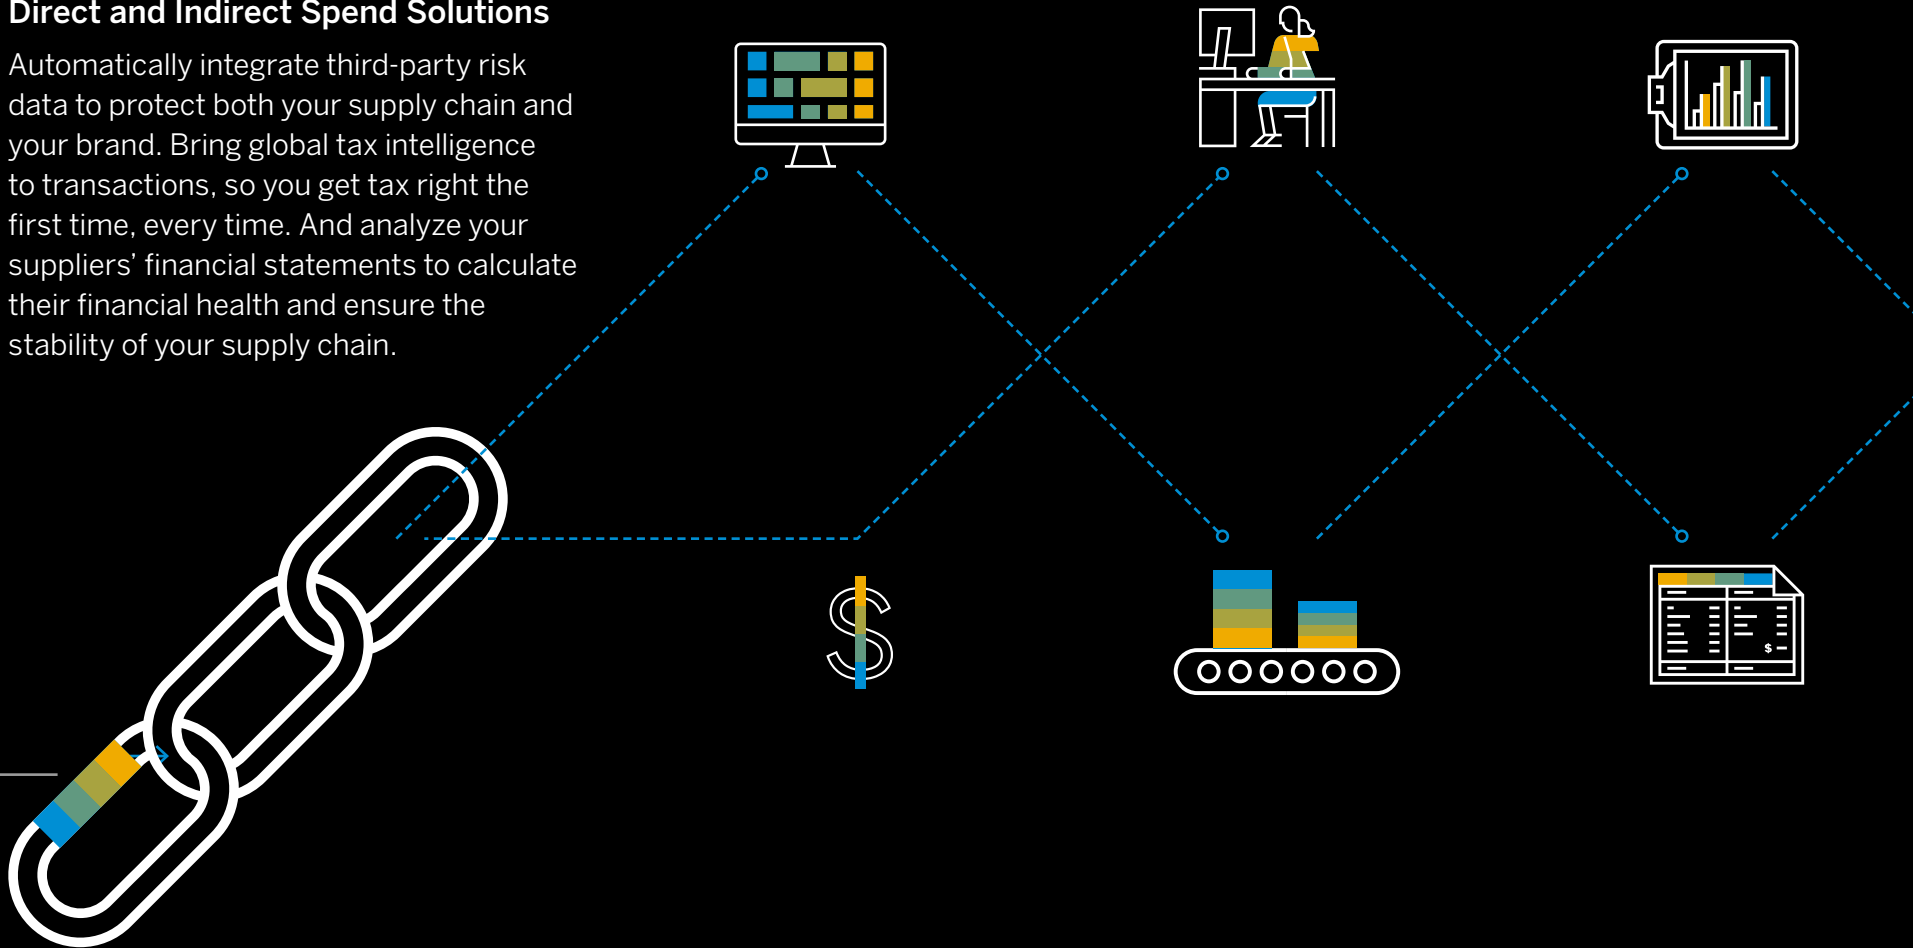 Direct and Indirect Spend Solutions
Automatically integrate third-party risk
data to protect both your supply chain and
your brand. Bring global tax intelligence
to transactions, so you get tax right the
first time, every time. And analyze your
suppliers’ financial statements to calculate
their financial health and ensure the
stability of your supply chain.
$
$